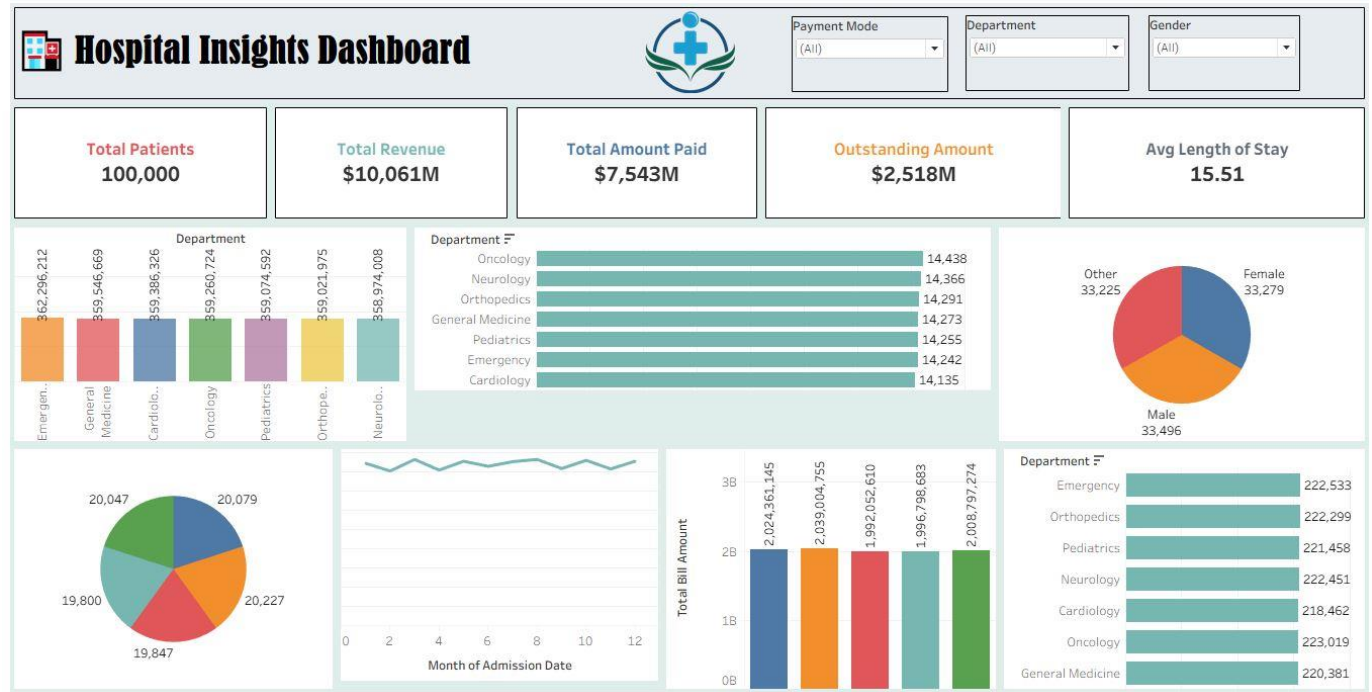 Hospital Insights Dashboard
Payment Mode
(All)
Department
(All)
Gender
(All)
Total Patients
100,000
Total Revenue
$10,061M
Total Amount Paid
$7,543M
Outstanding Amount
$2,518M
Avg Length of Stay
15.51
Department
362,296,212
359,546,669
359,386,326
359,260,724
359,074,592
359,021,975
358,974,008
Emergen..
General
Medicine
Cardiolo..
Oncology
Pediatrics
Orthope..
Neurolo..
Department
Oncology 14,438
Neurology 14,366
Orthopedics 14,291
General Medicine 14,273
Pediatrics 14,255
Emergency 14,242
Cardiology 14,135
Other
33,225
Female
33,279
Male
33,496
20,047
20,079
19,800
20,227
19,847
0 2 4 6 8 10 12
Month of Admission Date
Total Bill Amount
3B
2B
1B
0B
2,024,361,145
2,039,004,755
1,992,052,610
1,996,798,683
2,008,797,274
Department
Emergency 222,533
Orthopedics 222,299
Pediatrics 221,458
Neurology 222,451
Cardiology 218,462
Oncology 223,019
General Medicine 220,381